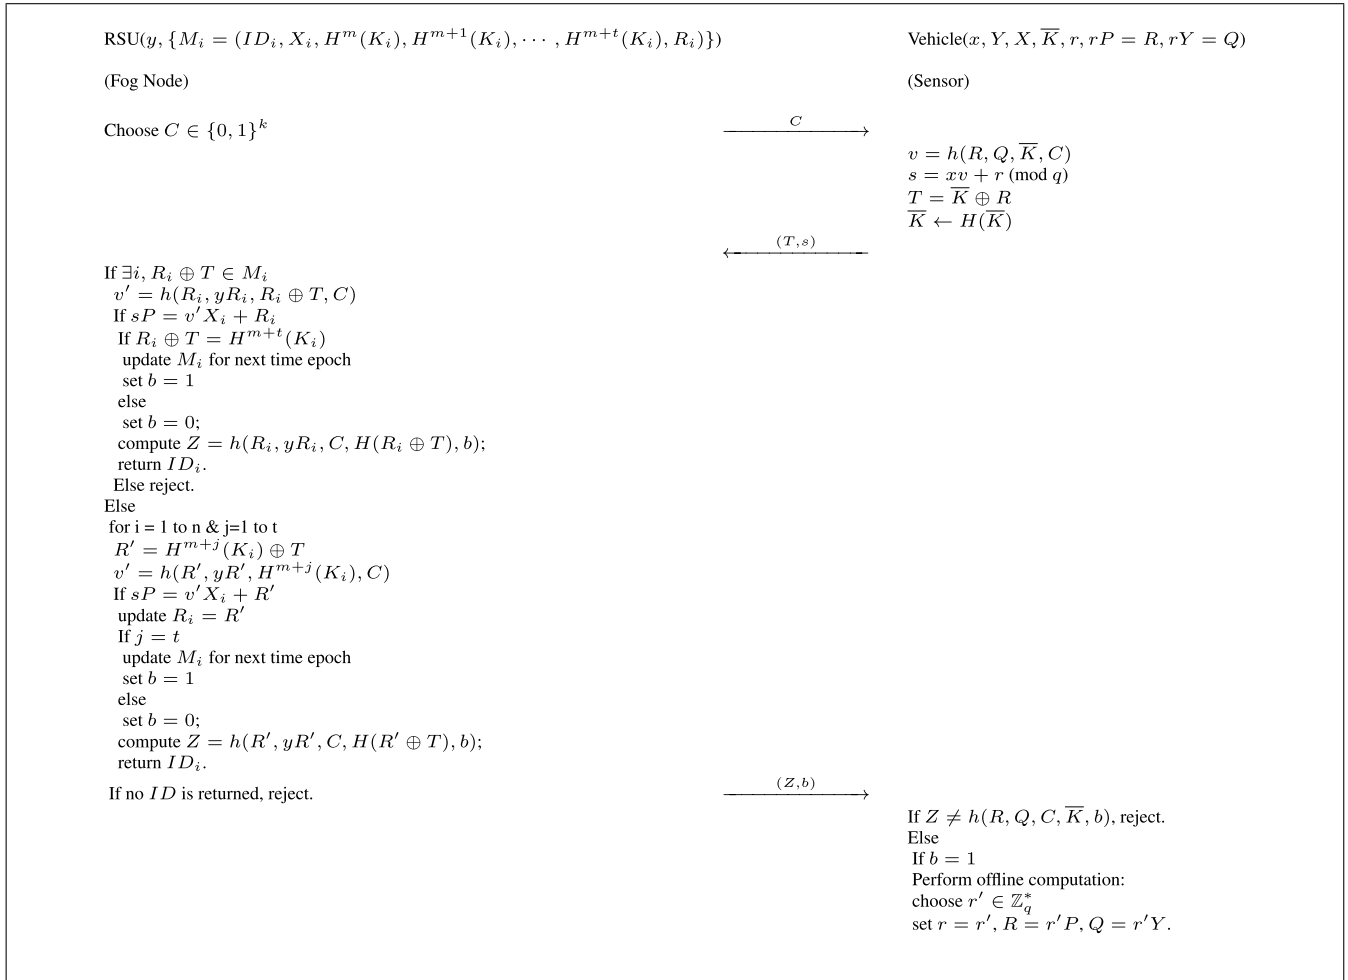 RSU(y, {M_i = (ID_i, X_i, H^m(K_i), H^{m+1}(K_i), ⋯ , H^{m+t}(K_i), R_i)})
Vehicle(x, Y, X, K̅, r, rP = R, rY = Q)
(Fog Node)
(Sensor)
Choose C ∈ {0, 1}^k
C
v = h(R, Q, K̅, C)
s = xv + r (mod q)
T = K̅ ⊕ R
K̅ ← H(K̅)
(T,s)
If ∃i, R_i ⊕ T ∈ M_i
v′ = h(R_i, yR_i, R_i ⊕ T, C)
If sP = v′X_i + R_i
If R_i ⊕ T = H^{m+t}(K_i)
update M_i for next time epoch
set b = 1
else
set b = 0;
compute Z = h(R_i, yR_i, C, H(R_i ⊕ T), b);
return ID_i.
Else reject.
Else
for i = 1 to n & j=1 to t
R′ = H^{m+j}(K_i) ⊕ T
v′ = h(R′, yR′, H^{m+j}(K_i), C)
If sP = v′X_i + R′
update R_i = R′
If j = t
update M_i for next time epoch
set b = 1
else
set b = 0;
compute Z = h(R′, yR′, C, H(R′ ⊕ T), b);
return ID_i.
If no ID is returned, reject.
(Z,b)
If Z ≠ h(R, Q, C, K̅, b), reject.
Else
If b = 1
Perform offline computation:
choose r′ ∈ ℤ_q^*
set r = r′, R = r′P, Q = r′Y.